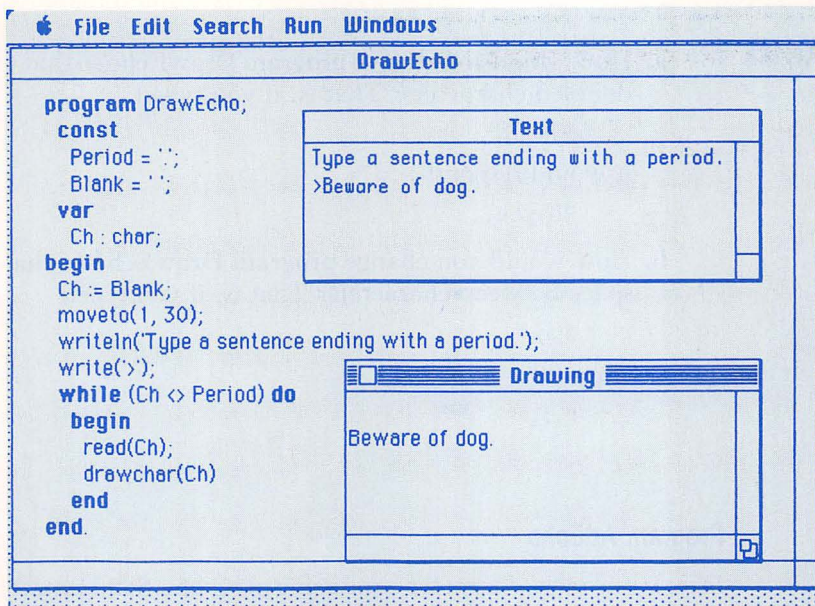 File Edit Search Run Windows
DrawEcho
program DrawEcho;
const
Period = '.';
Blank = ' ';
var
Ch : char;
begin
Ch := Blank;
moveto(1, 30);
writeln('Type a sentence ending with a period.');
write('>');
while (Ch <> Period) do
begin
read(Ch);
drawchar(Ch)
end
end.
Text
Type a sentence ending with a period.
>Beware of dog.
Drawing
Beware of dog.